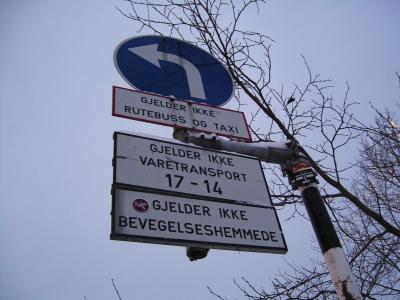 GJELDER IKKE
RUTEBUSS OG TAXI
GJELDER IKKE
VARETRANSPORT
17 - 14
GJELDER IKKE
BEVEGELSESHEMMEDE